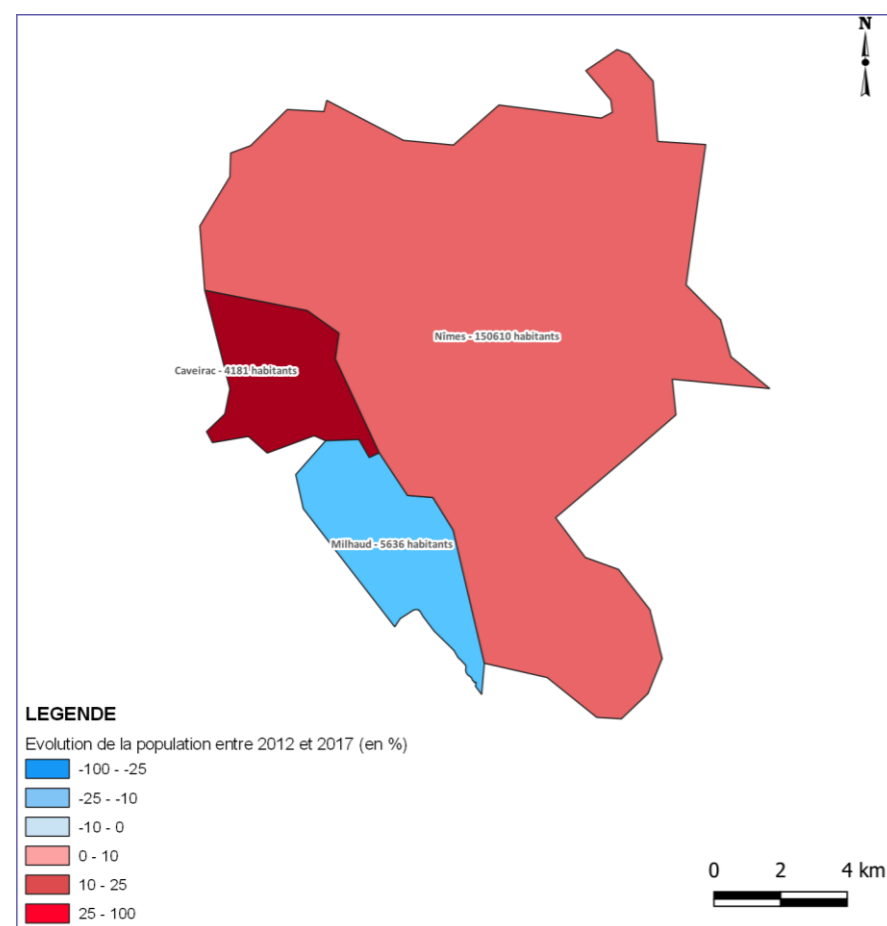 N
Nîmes - 150610 habitants
Caveirac - 4181 habitants
Milhaud - 5636 habitants
LEGENDE
Evolution de la population entre 2012 et 2017 (en %)
-100 - -25
-25 - -10
-10 - 0
0 - 10
10 - 25
25 - 100
0 2 4 km